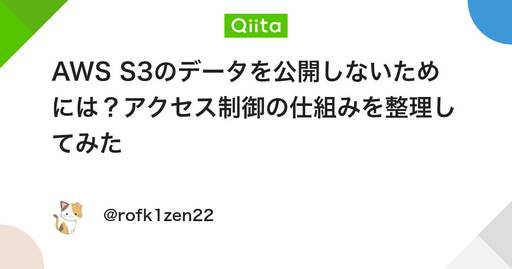 Qiita
AWS S3のデータを公開しないため
には？アクセス制御の仕組みを整理し
てみた
@rofk1zen22